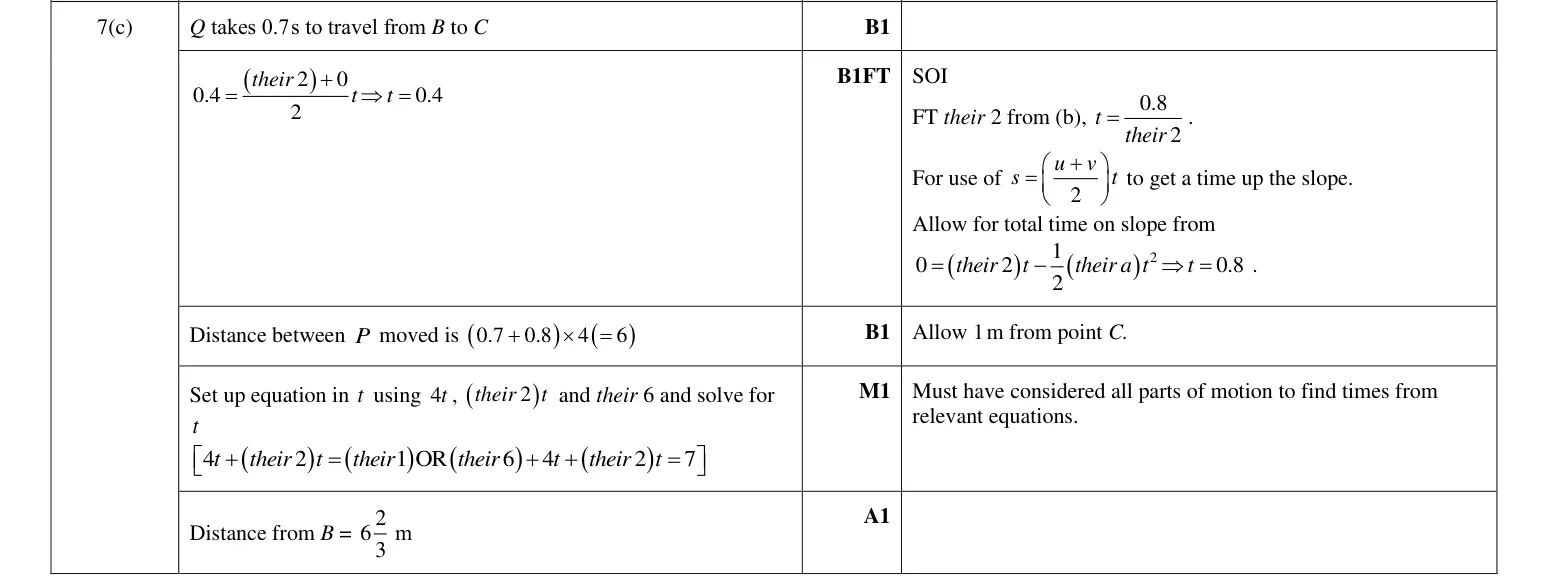 7(c) Q takes 0.7 s to travel from B to C B1
0.4 = ((their 2) + 0)/2 t ⇒ t = 0.4 B1FT SOI
FT their 2 from (b), t = 0.8/(their 2) .
For use of s = ((u + v)/2) t to get a time up the slope.
Allow for total time on slope from
0 = (their 2)t − 1/2 (their a)t² ⇒ t = 0.8 .
Distance between P moved is (0.7 + 0.8) × 4 (= 6) B1 Allow 1 m from point C.
Set up equation in t using 4t , (their 2)t and their 6 and solve for
t
[4t + (their 2)t = (their 1) OR (their 6) + 4t + (their 2)t = 7]
M1 Must have considered all parts of motion to find times from
relevant equations.
Distance from B = 6 2/3 m A1